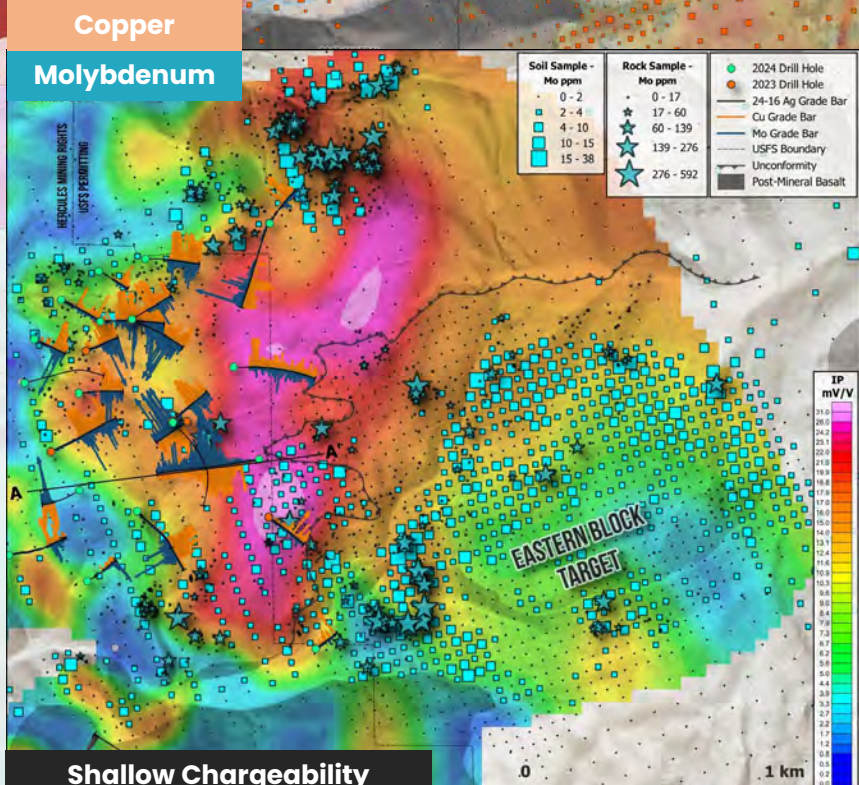 Copper
Molybdenum
Soil Sample -
Mo ppm
0 - 2
2 - 4
4 - 10
10 - 15
15 - 38
Rock Sample -
Mo ppm
0 - 17
17 - 60
60 - 139
139 - 276
276 - 592
2024 Drill Hole
2023 Drill Hole
24-16 Ag Grade Bar
Cu Grade Bar
Mo Grade Bar
USFS Boundary
Unconformity
Post-Mineral Basalt
HERCULES MINING RIGHTS
USFS PERMITTING
A
A'
EASTERN BLOCK
TARGET
IP
mV/V
31.0
26.0
24.2
23.1
22.0
20.9
19.8
18.8
17.8
16.9
16.0
15.0
14.0
13.1
12.4
11.6
10.9
10.3
9.6
8.6
8.0
7.3
6.7
6.2
5.6
5.0
4.4
3.9
3.3
2.7
2.2
1.7
1.2
0.8
0.5
0.2
0.0
Shallow Chargeability
0
1 km